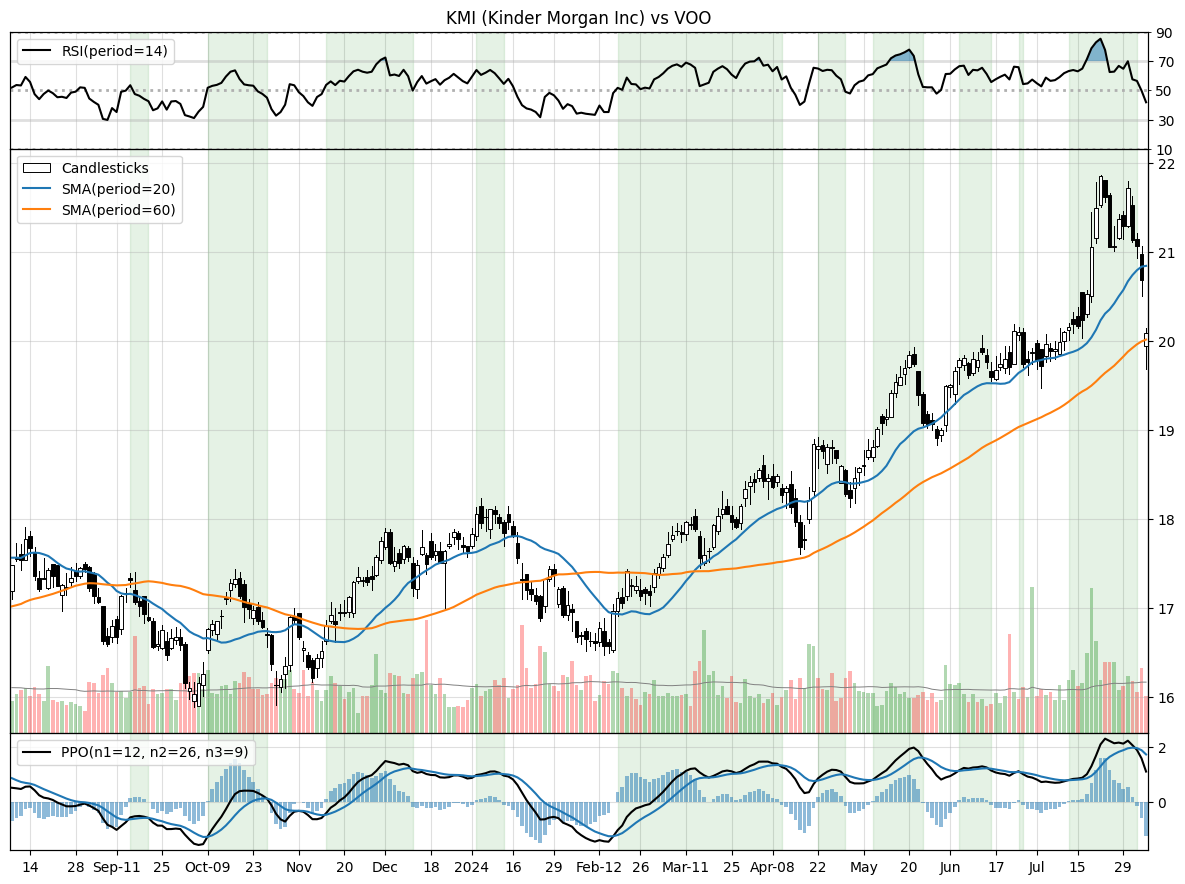 KMI (Kinder Morgan Inc) vs VOO
RSI(period=14)
90
70
50
30
10
Candlesticks
SMA(period=20)
SMA(period=60)
22
21
20
19
18
17
16
PPO(n1=12, n2=26, n3=9)
2
0
14 28 Sep-11 25 Oct-09 23 Nov 20 Dec 18 2024 16 29 Feb-12 26 Mar-11 25 Apr-08 22 May 20 Jun 17 Jul 15 29